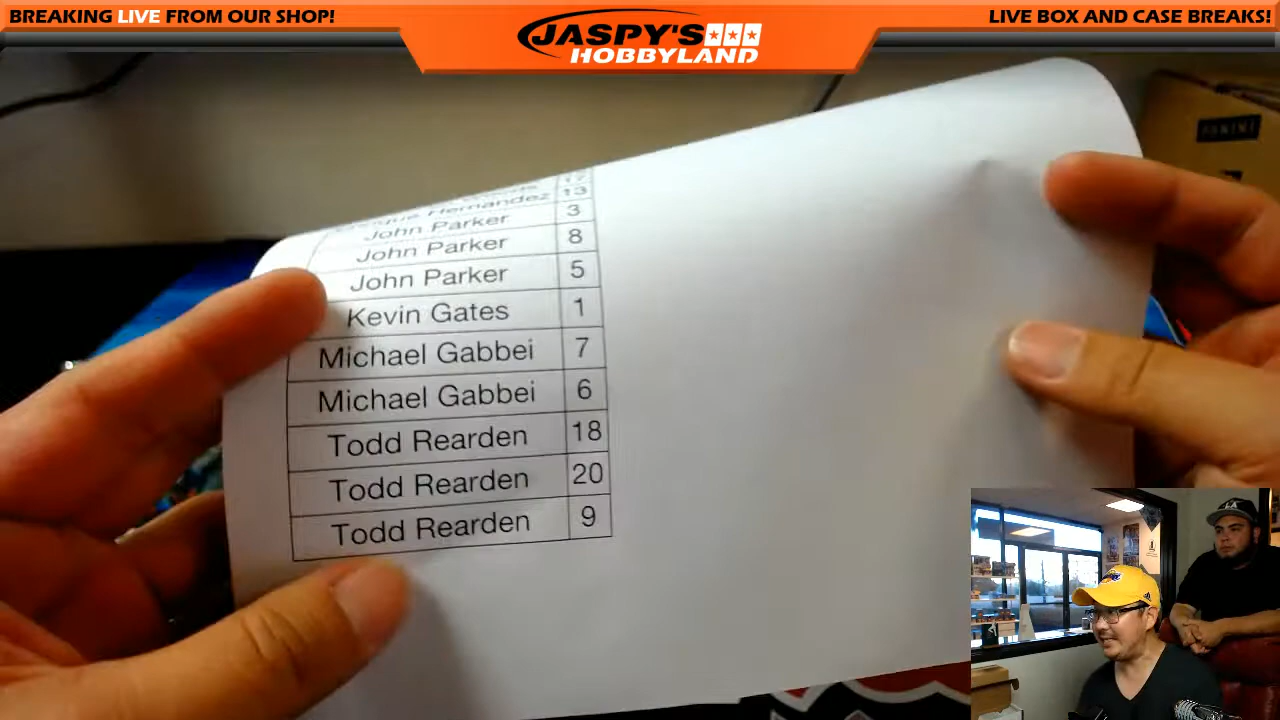 BREAKING LIVE FROM OUR SHOP!
JASPY'S
HOBBYLAND
LIVE BOX AND CASE BREAKS!
PANINI
Hernandez 13
John Parker 3
John Parker 8
John Parker 5
Kevin Gates 1
Michael Gabbei 7
Michael Gabbei 6
Todd Rearden 18
Todd Rearden 20
Todd Rearden 9